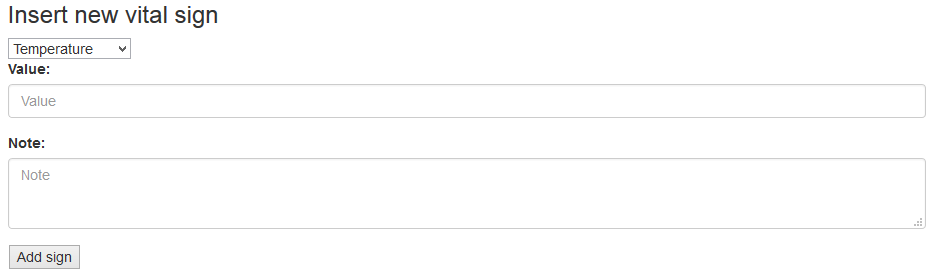 Insert new vital sign
Temperature
Value:
Value
Note:
Note
Add sign